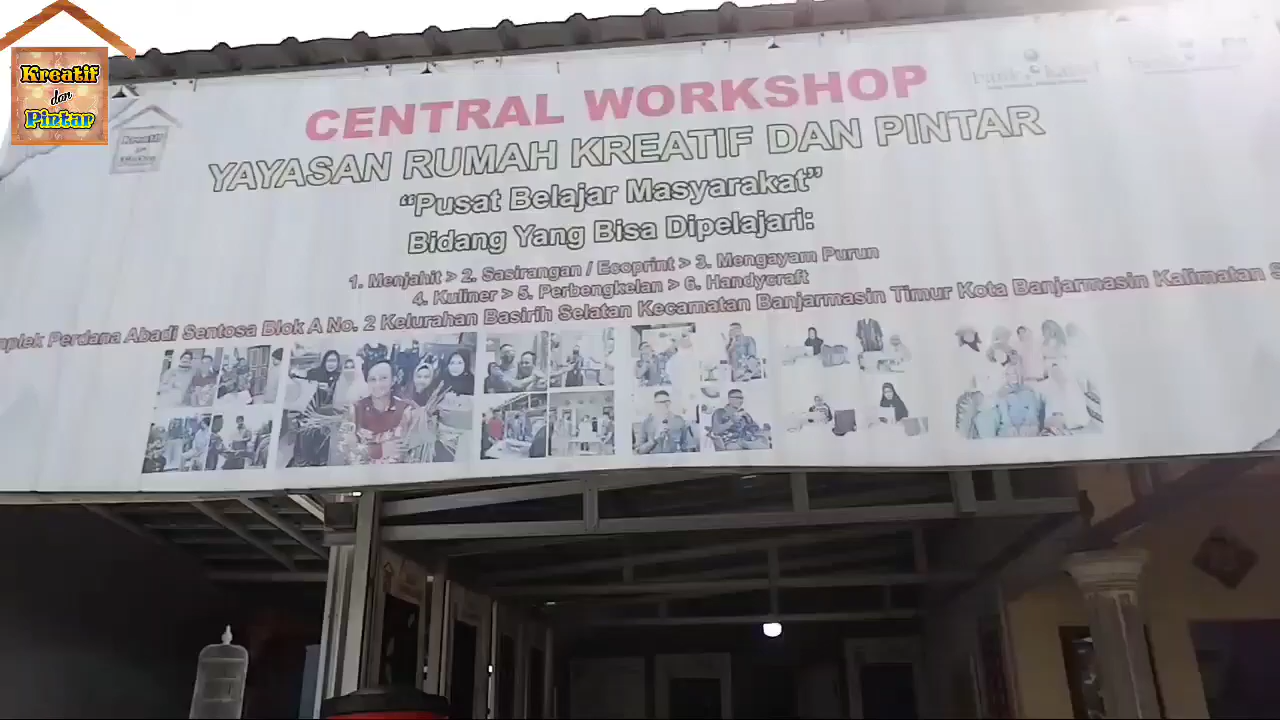 Kreatif
dan
Pintar
CENTRAL WORKSHOP
YAYASAN RUMAH KREATIF DAN PINTAR
“Pusat Belajar Masyarakat”
Bidang Yang Bisa Dipelajari:
1. Menjahit > 2. Sasirangan / Ecoprint > 3. Mengayam Purun
4. Kuliner > 5. Perbengkelan > 6. Handycraft
Perdana Abadi Sentosa Blok A No. 2 Kelurahan Basirih Selatan Kecamatan Banjarmasin Timur Kota Banjarmasin Kalimatan